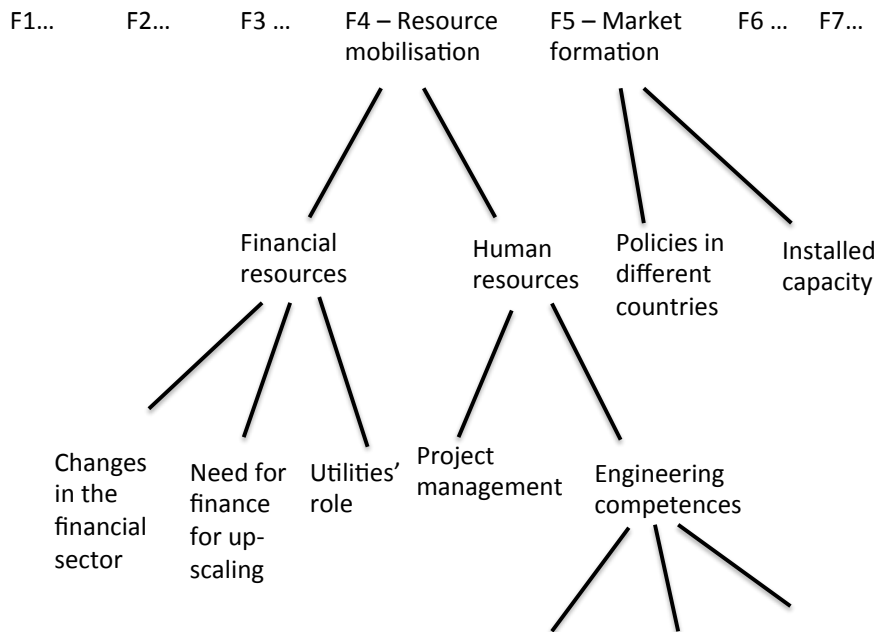 F1... F2... F3 ... F4 – Resource F5 – Market F6 ... F7...
mobilisation formation
Financial
resources
Human
resources
Policies in
different
countries
Installed
capacity
Changes
in the
financial
sector
Need for
finance
for up-
scaling
Utilities’
role
Project
management
Engineering
competences